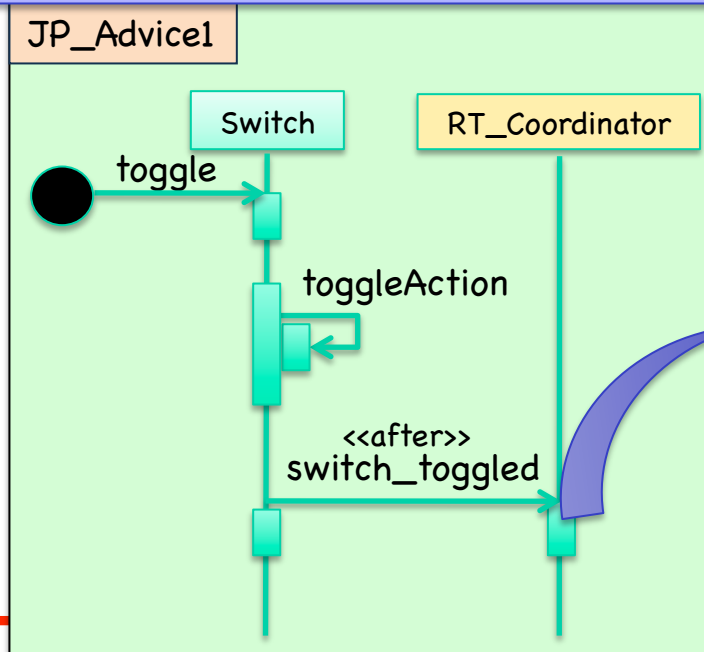 JP_Advice1
Switch
RT_Coordinator
toggle
toggleAction
<<after>>
switch_toggled